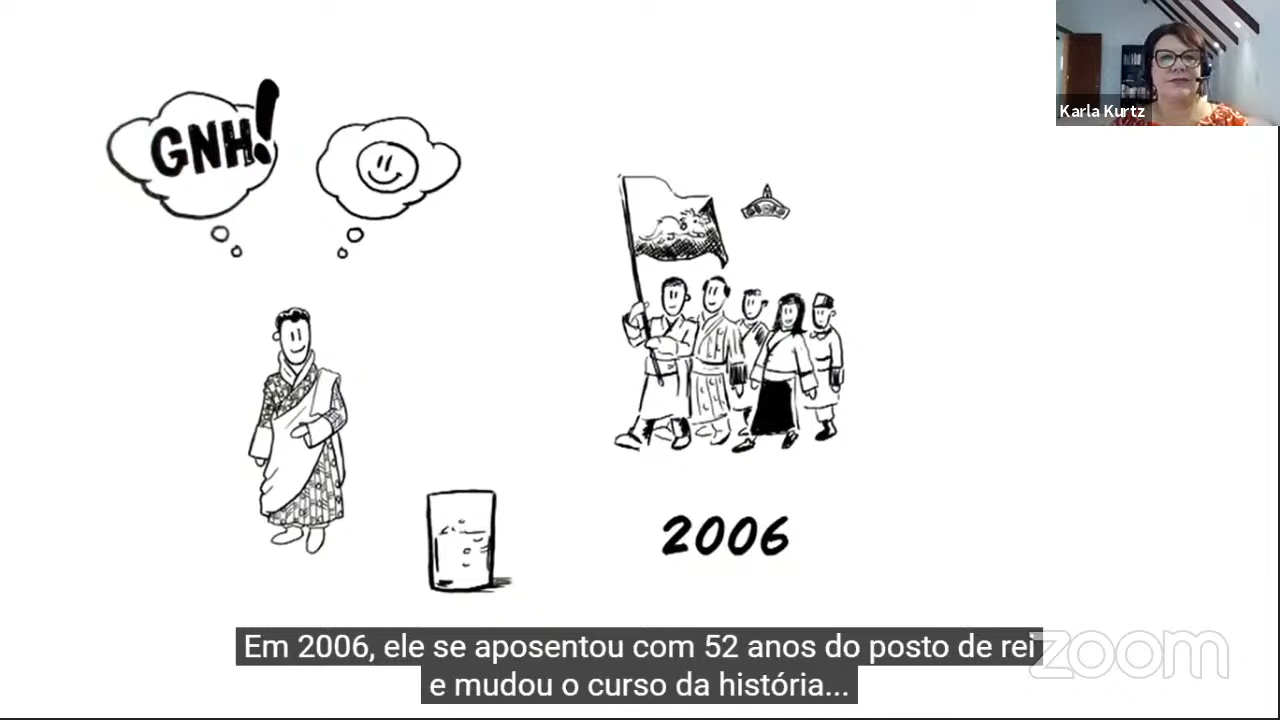 Karla Kurtz
GNH!
2006
Em 2006, ele se aposentou com 52 anos do posto de rei
e mudou o curso da história...
zoom